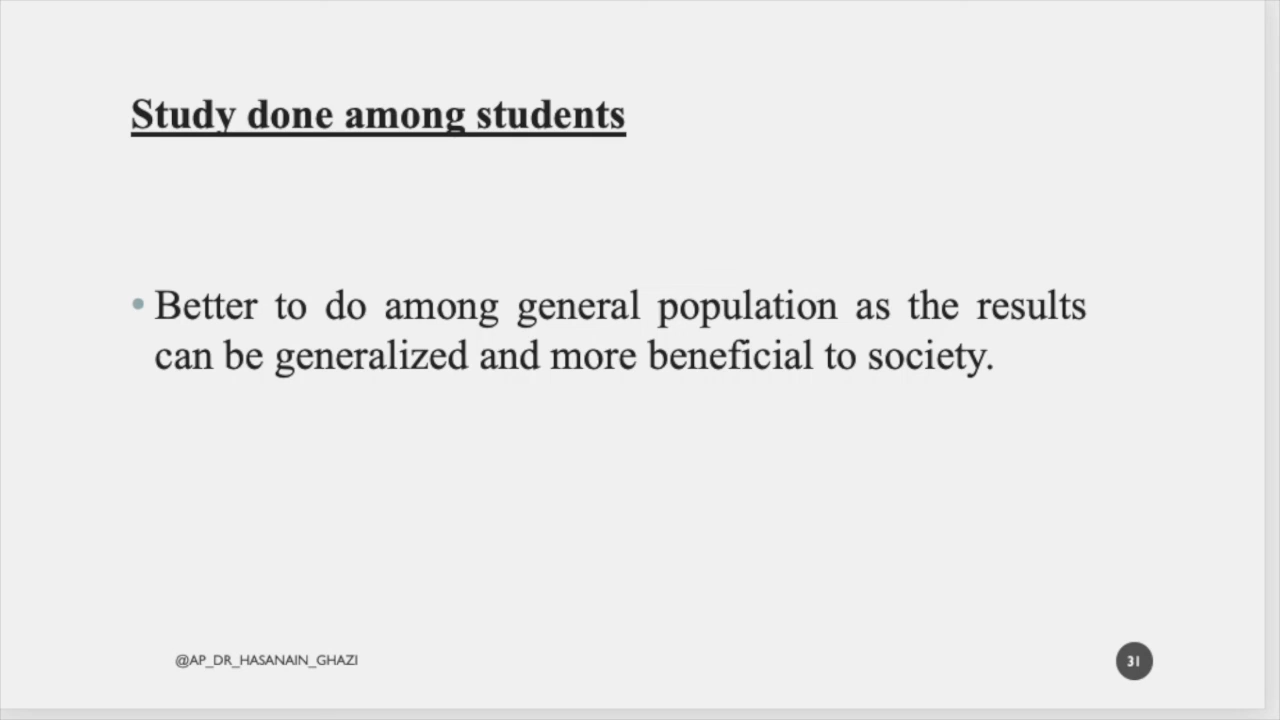 Study done among students
• Better to do among general population as the results
can be generalized and more beneficial to society.
@AP_DR_HASANAIN_GHAZI
31